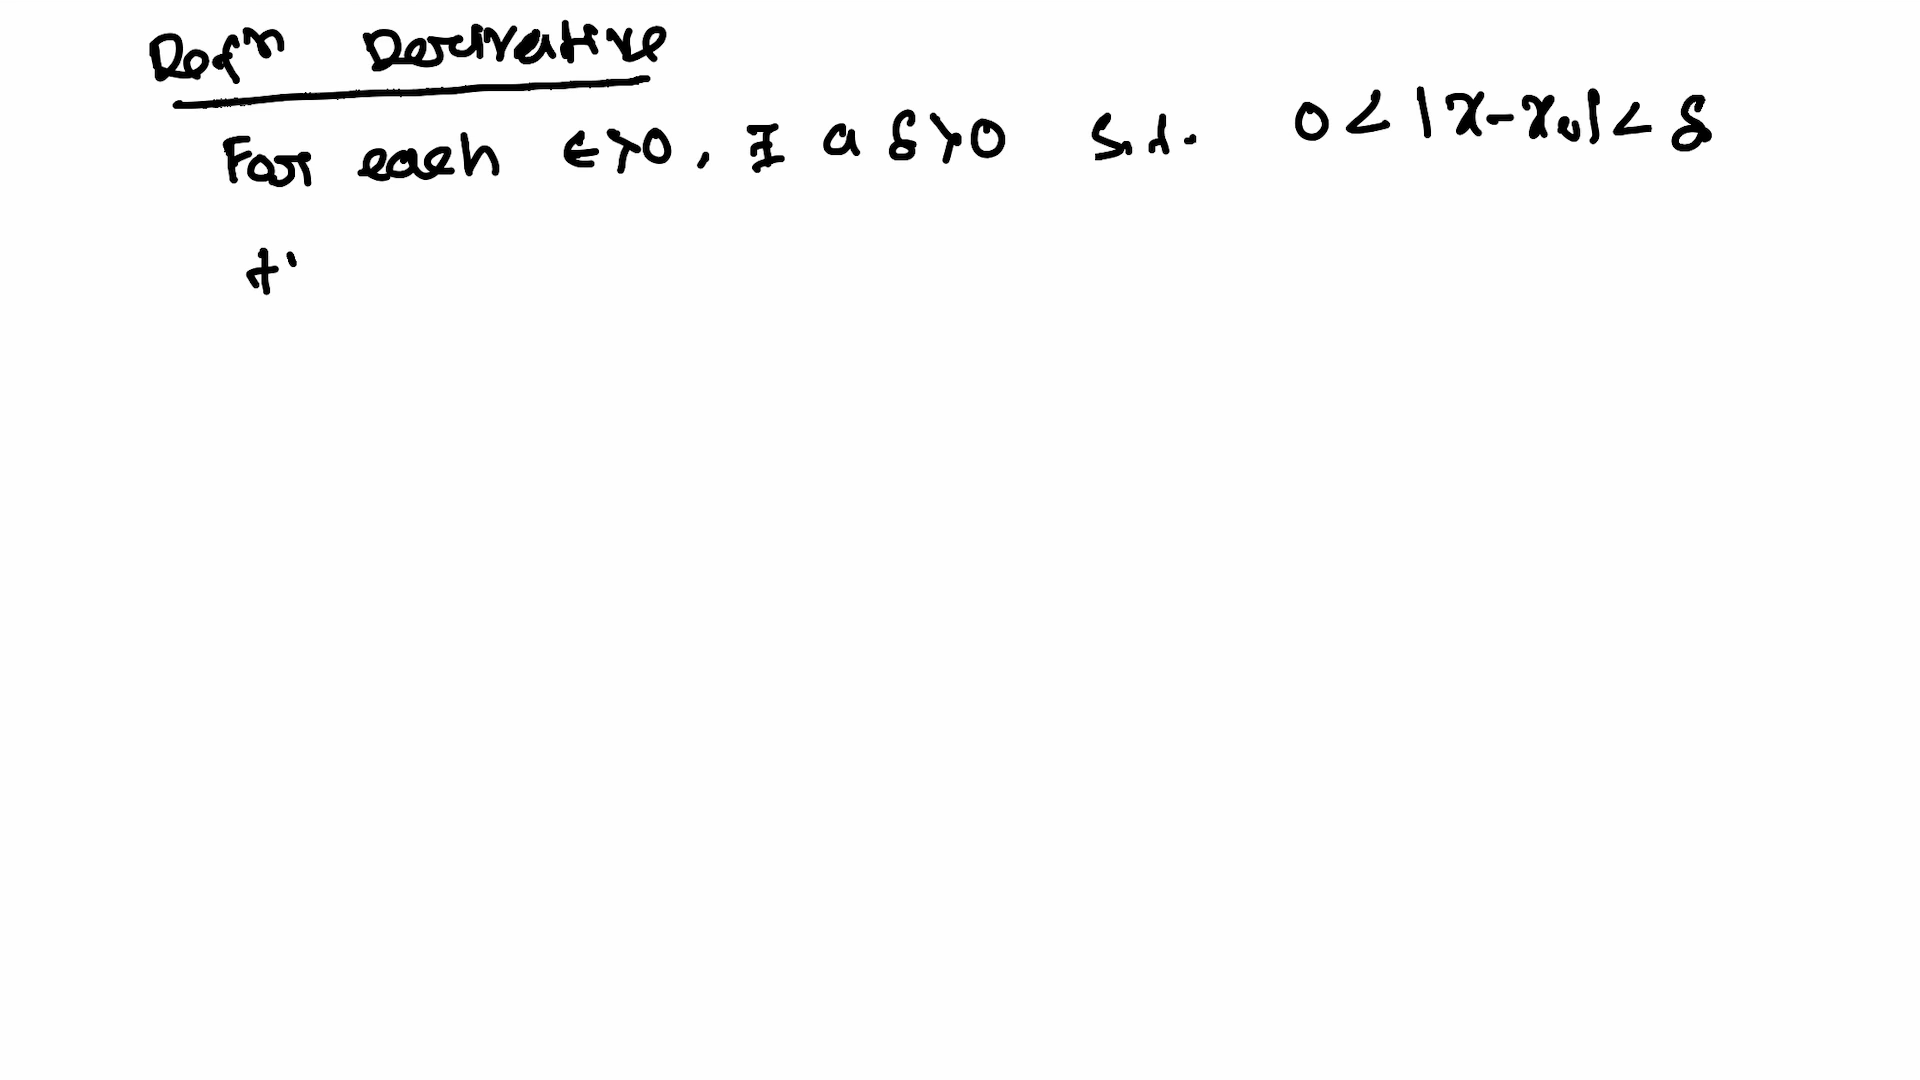 Defⁿ Derivative
For each ϵ>0, ∃ a δ>0 s.t. 0 < |x-x₀| < δ